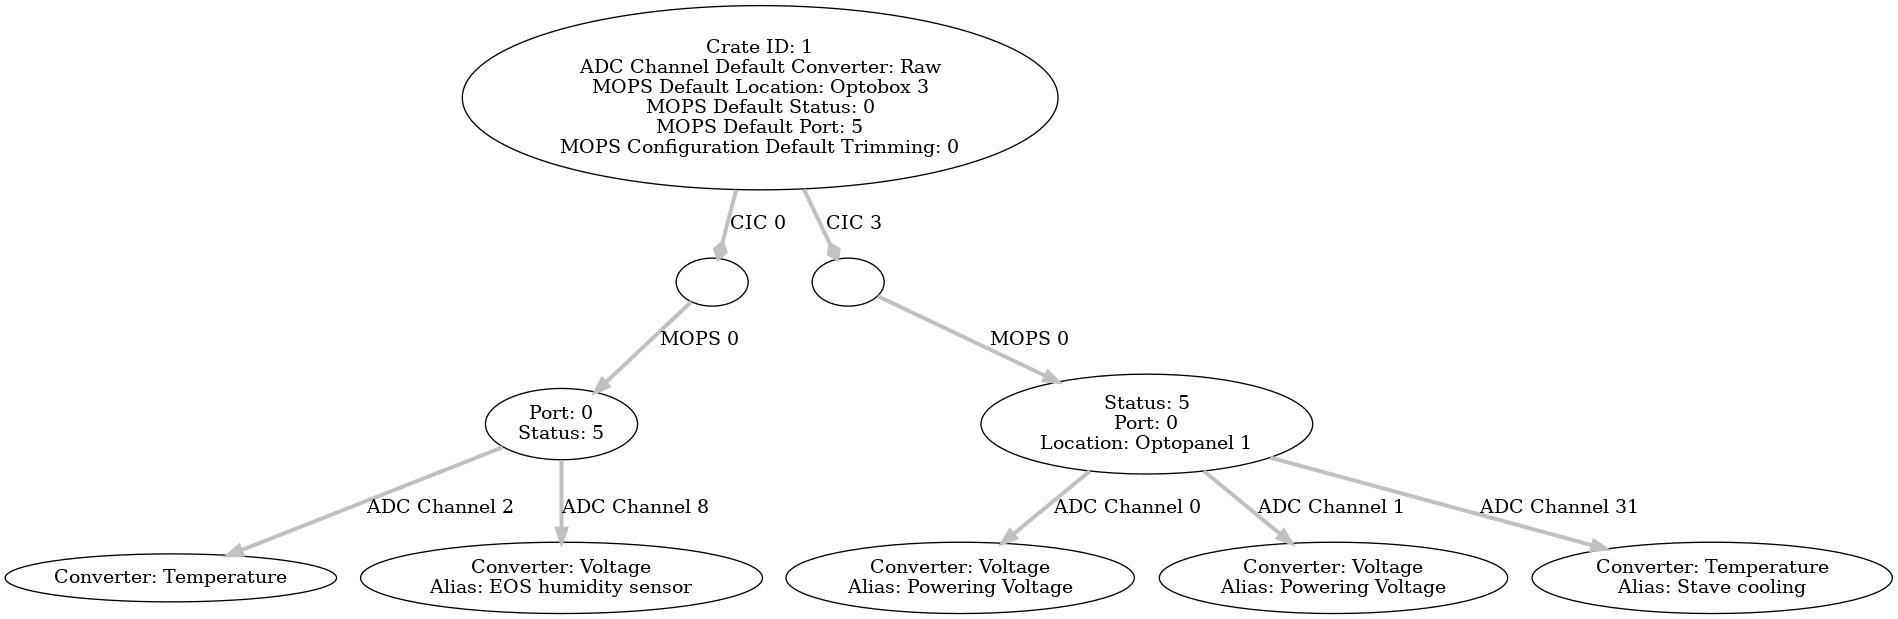 Crate ID: 1
ADC Channel Default Converter: Raw
MOPS Default Location: Optobox 3
MOPS Default Status: 0
MOPS Default Port: 5
MOPS Configuration Default Trimming: 0
CIC 0
CIC 3
MOPS 0
MOPS 0
Port: 0
Status: 5
Status: 5
Port: 0
Location: Optopanel 1
ADC Channel 2
ADC Channel 8
ADC Channel 0
ADC Channel 1
ADC Channel 31
Converter: Temperature
Converter: Voltage
Alias: EOS humidity sensor
Converter: Voltage
Alias: Powering Voltage
Converter: Voltage
Alias: Powering Voltage
Converter: Temperature
Alias: Stave cooling